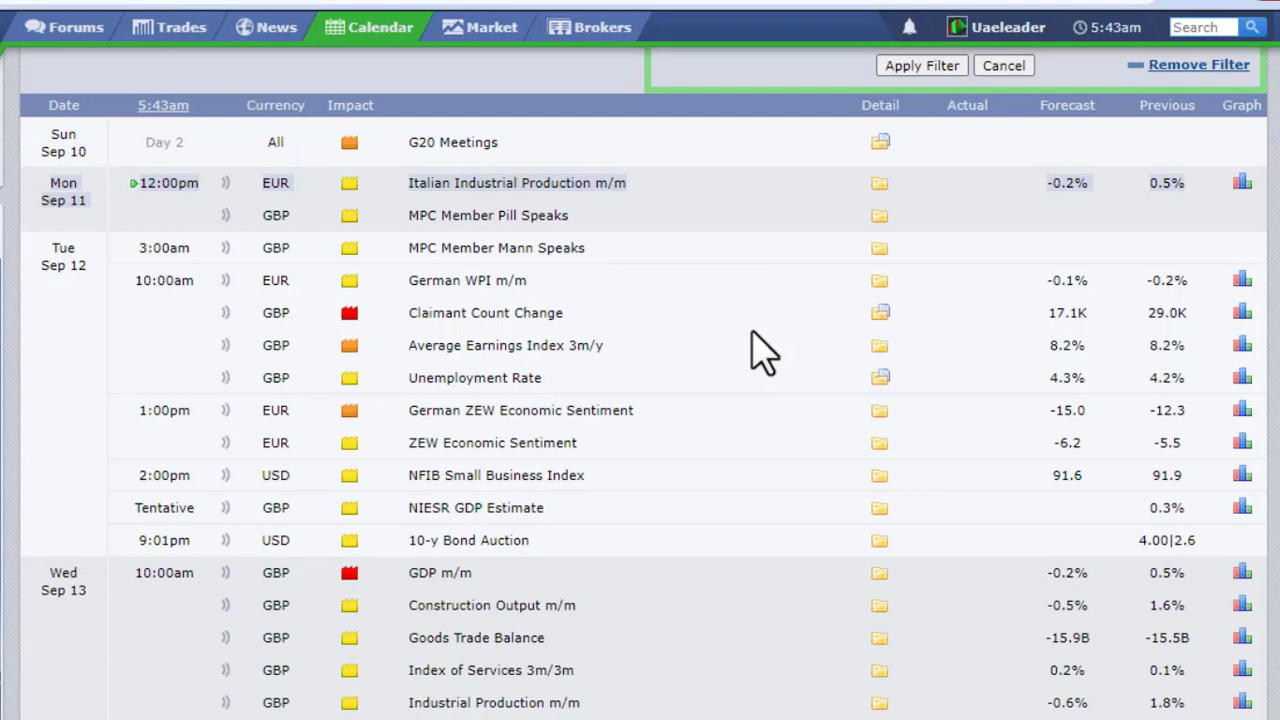 Forums Trades News Calendar Market Brokers Uaeleader 5:43am Search
Apply Filter Cancel Remove Filter
Date 5:43am Currency Impact Detail Actual Forecast Previous Graph
Sun
Sep 10
Day 2 All G20 Meetings
Mon
Sep 11
12:00pm EUR Italian Industrial Production m/m -0.2% 0.5%
GBP MPC Member Pill Speaks
Tue
Sep 12
3:00am GBP MPC Member Mann Speaks
10:00am EUR German WPI m/m -0.1% -0.2%
GBP Claimant Count Change 17.1K 29.0K
GBP Average Earnings Index 3m/y 8.2% 8.2%
GBP Unemployment Rate 4.3% 4.2%
1:00pm EUR German ZEW Economic Sentiment -15.0 -12.3
EUR ZEW Economic Sentiment -6.2 -5.5
2:00pm USD NFIB Small Business Index 91.6 91.9
Tentative GBP NIESR GDP Estimate 0.3%
9:01pm USD 10-y Bond Auction 4.00|2.6
Wed
Sep 13
10:00am GBP GDP m/m -0.2% 0.5%
GBP Construction Output m/m -0.5% 1.6%
GBP Goods Trade Balance -15.9B -15.5B
GBP Index of Services 3m/3m 0.2% 0.1%
GBP Industrial Production m/m -0.6% 1.8%